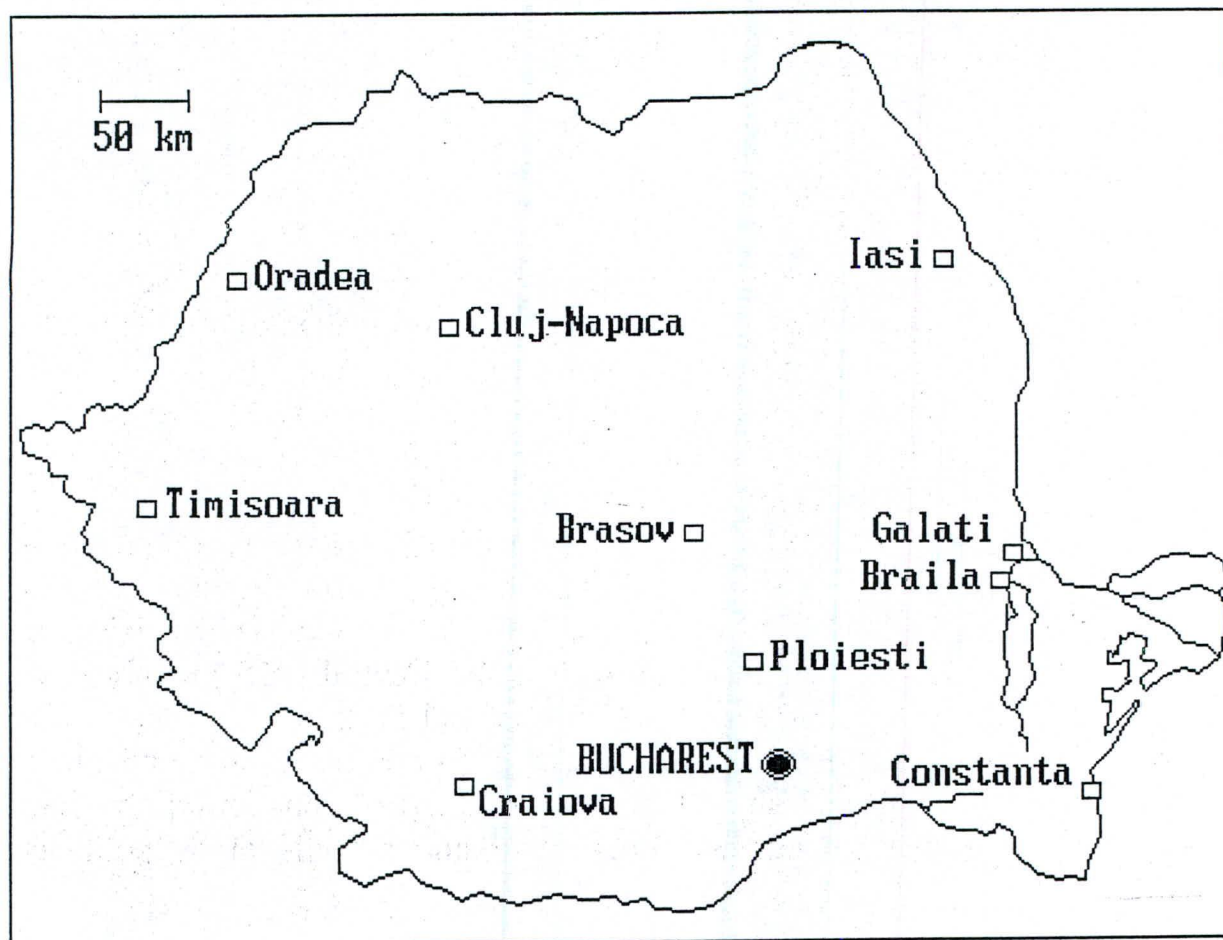 50 km
Iasi
Oradea
Cluj-Napoca
Timisoara
Brasov
Galati
Braila
Ploiesti
BUCHAREST
Constanta
Craiova